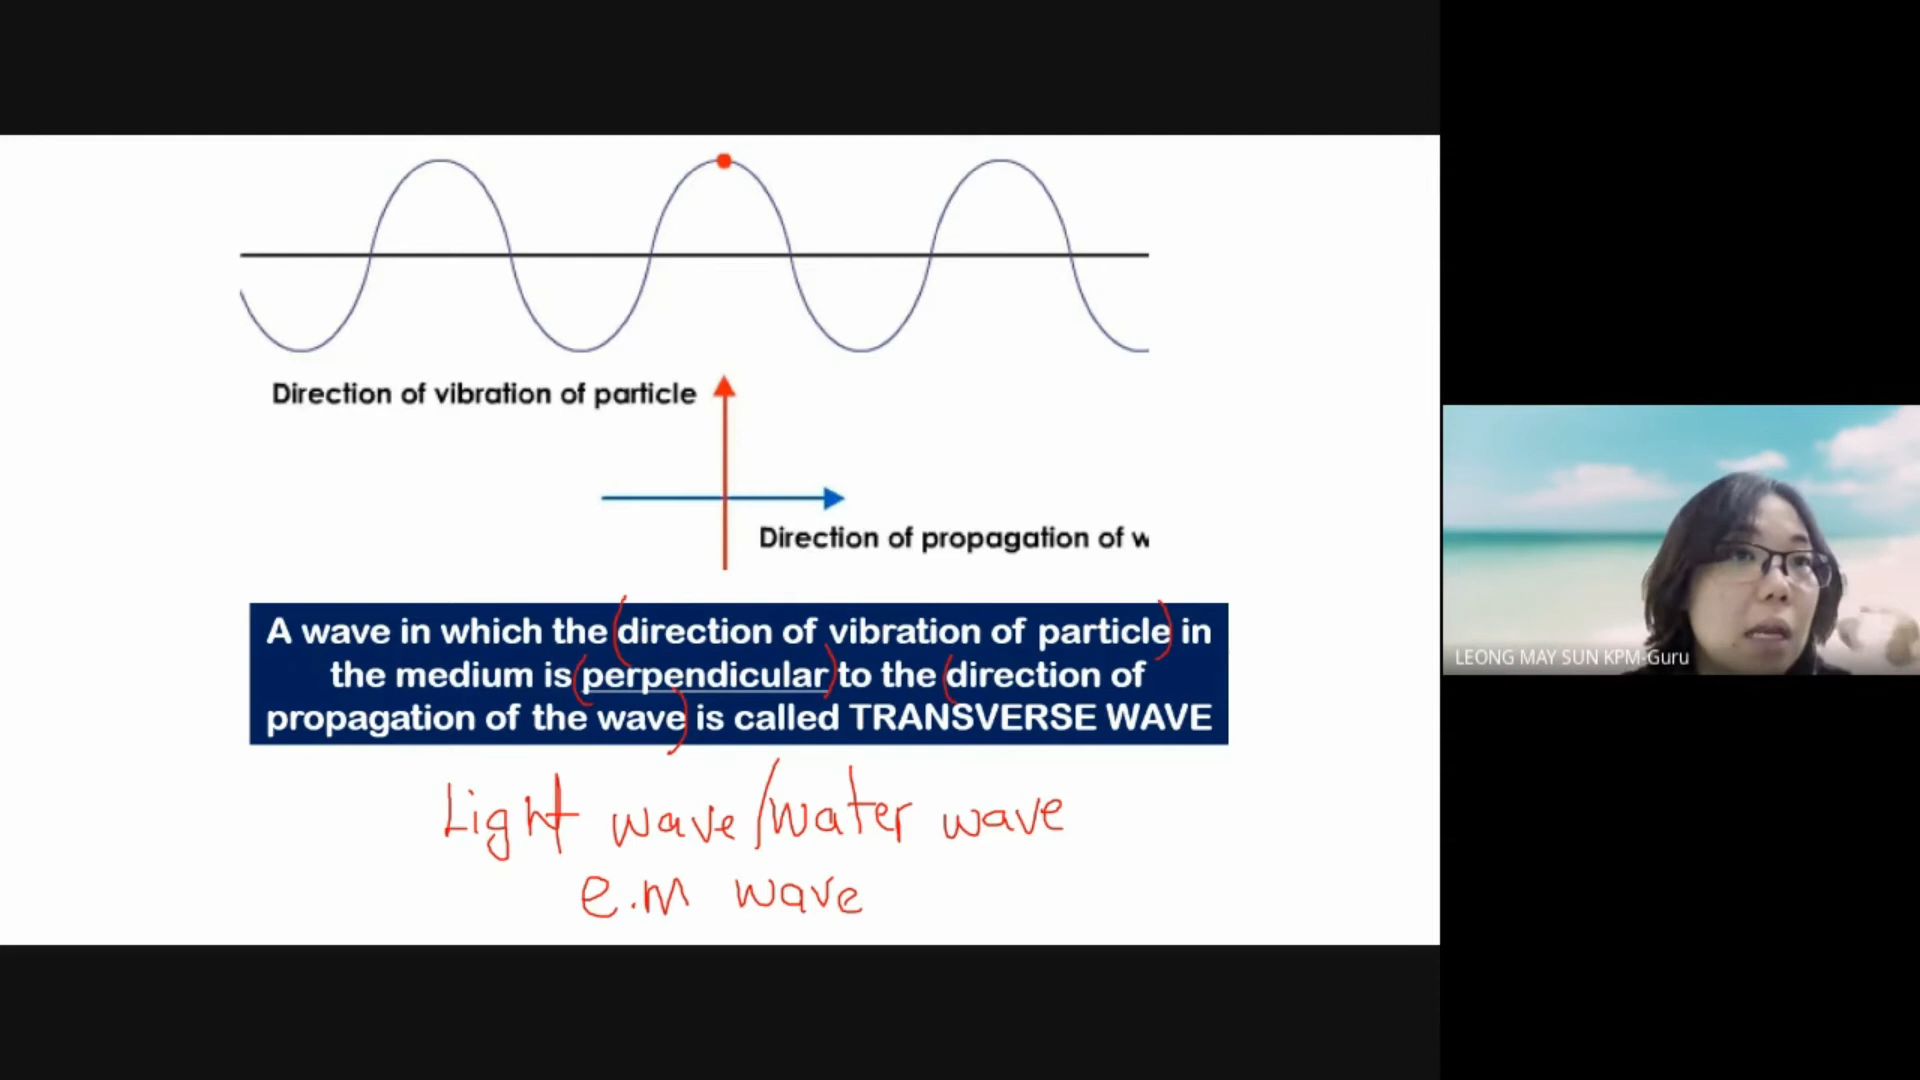 Direction of vibration of particle
Direction of propagation of w
A wave in which the direction of vibration of particle in
the medium is perpendicular to the direction of
propagation of the wave is called TRANSVERSE WAVE
Light wave/water wave
e.m wave
LEONG MAY SUN KPM-Guru